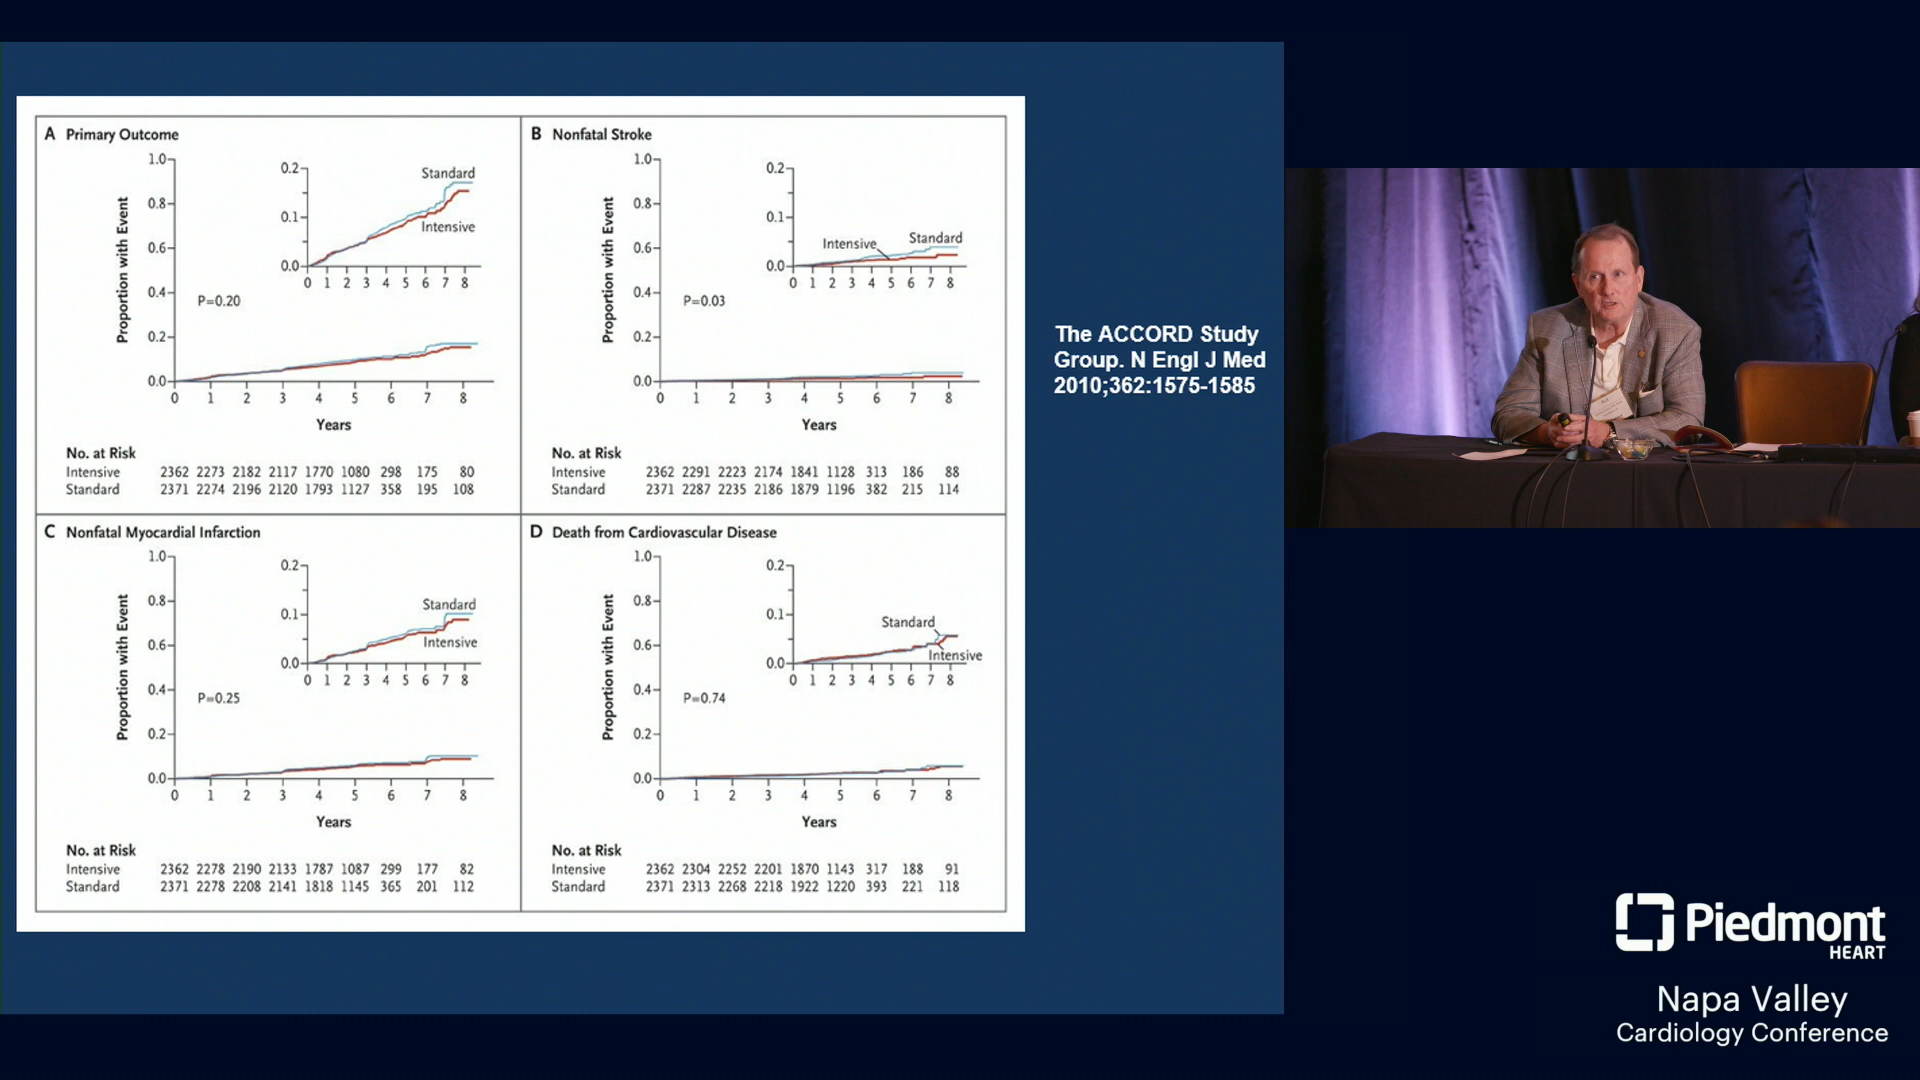 A Primary Outcome
1.0
0.8
0.6
0.4
0.2
0.0
Proportion with Event
0.2
0.1
0.0
Standard
Intensive
0 1 2 3 4 5 6 7 8
P=0.20
0 1 2 3 4 5 6 7 8
Years
No. at Risk
Intensive 2362 2273 2182 2117 1770 1080 298 175 80
Standard 2371 2274 2196 2120 1793 1127 358 195 108
B Nonfatal Stroke
1.0
0.8
0.6
0.4
0.2
0.0
Proportion with Event
0.2
0.1
0.0
Intensive
Standard
0 1 2 3 4 5 6 7 8
P=0.03
0 1 2 3 4 5 6 7 8
Years
No. at Risk
Intensive 2362 2291 2223 2174 1841 1128 313 186 88
Standard 2371 2287 2235 2186 1879 1196 382 215 114
C Nonfatal Myocardial Infarction
1.0
0.8
0.6
0.4
0.2
0.0
Proportion with Event
0.2
0.1
0.0
Standard
Intensive
0 1 2 3 4 5 6 7 8
P=0.25
0 1 2 3 4 5 6 7 8
Years
No. at Risk
Intensive 2362 2278 2190 2133 1787 1087 299 177 82
Standard 2371 2278 2208 2141 1818 1145 365 201 112
D Death from Cardiovascular Disease
1.0
0.8
0.6
0.4
0.2
0.0
Proportion with Event
0.2
0.1
0.0
Standard
Intensive
0 1 2 3 4 5 6 7 8
P=0.74
0 1 2 3 4 5 6 7 8
Years
No. at Risk
Intensive 2362 2304 2252 2201 1870 1143 317 188 91
Standard 2371 2313 2268 2218 1922 1220 393 221 118
The ACCORD Study
Group. N Engl J Med
2010;362:1575-1585
Piedmont
HEART
Napa Valley
Cardiology Conference